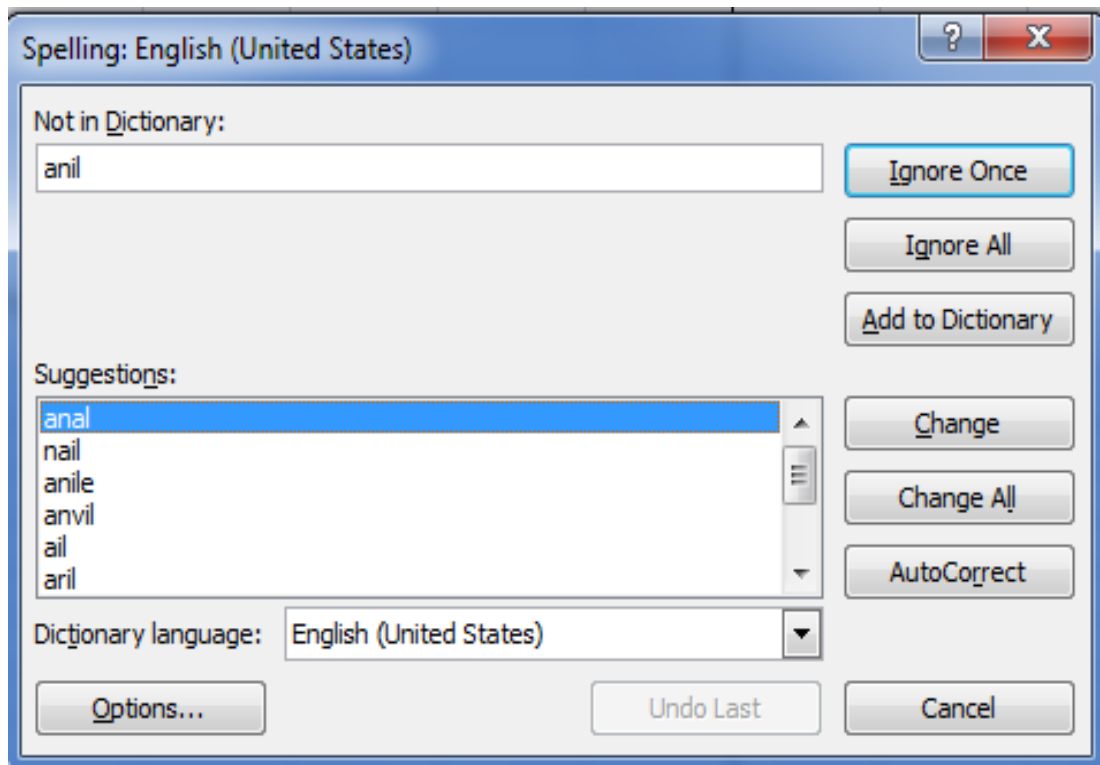 Spelling: English (United States)
?
X
Not in Dictionary:
anil
Ignore Once
Ignore All
Add to Dictionary
Suggestions:
anal
nail
anile
anvil
ail
aril
Change
Change All
AutoCorrect
Dictionary language: English (United States)
Options... Undo Last Cancel